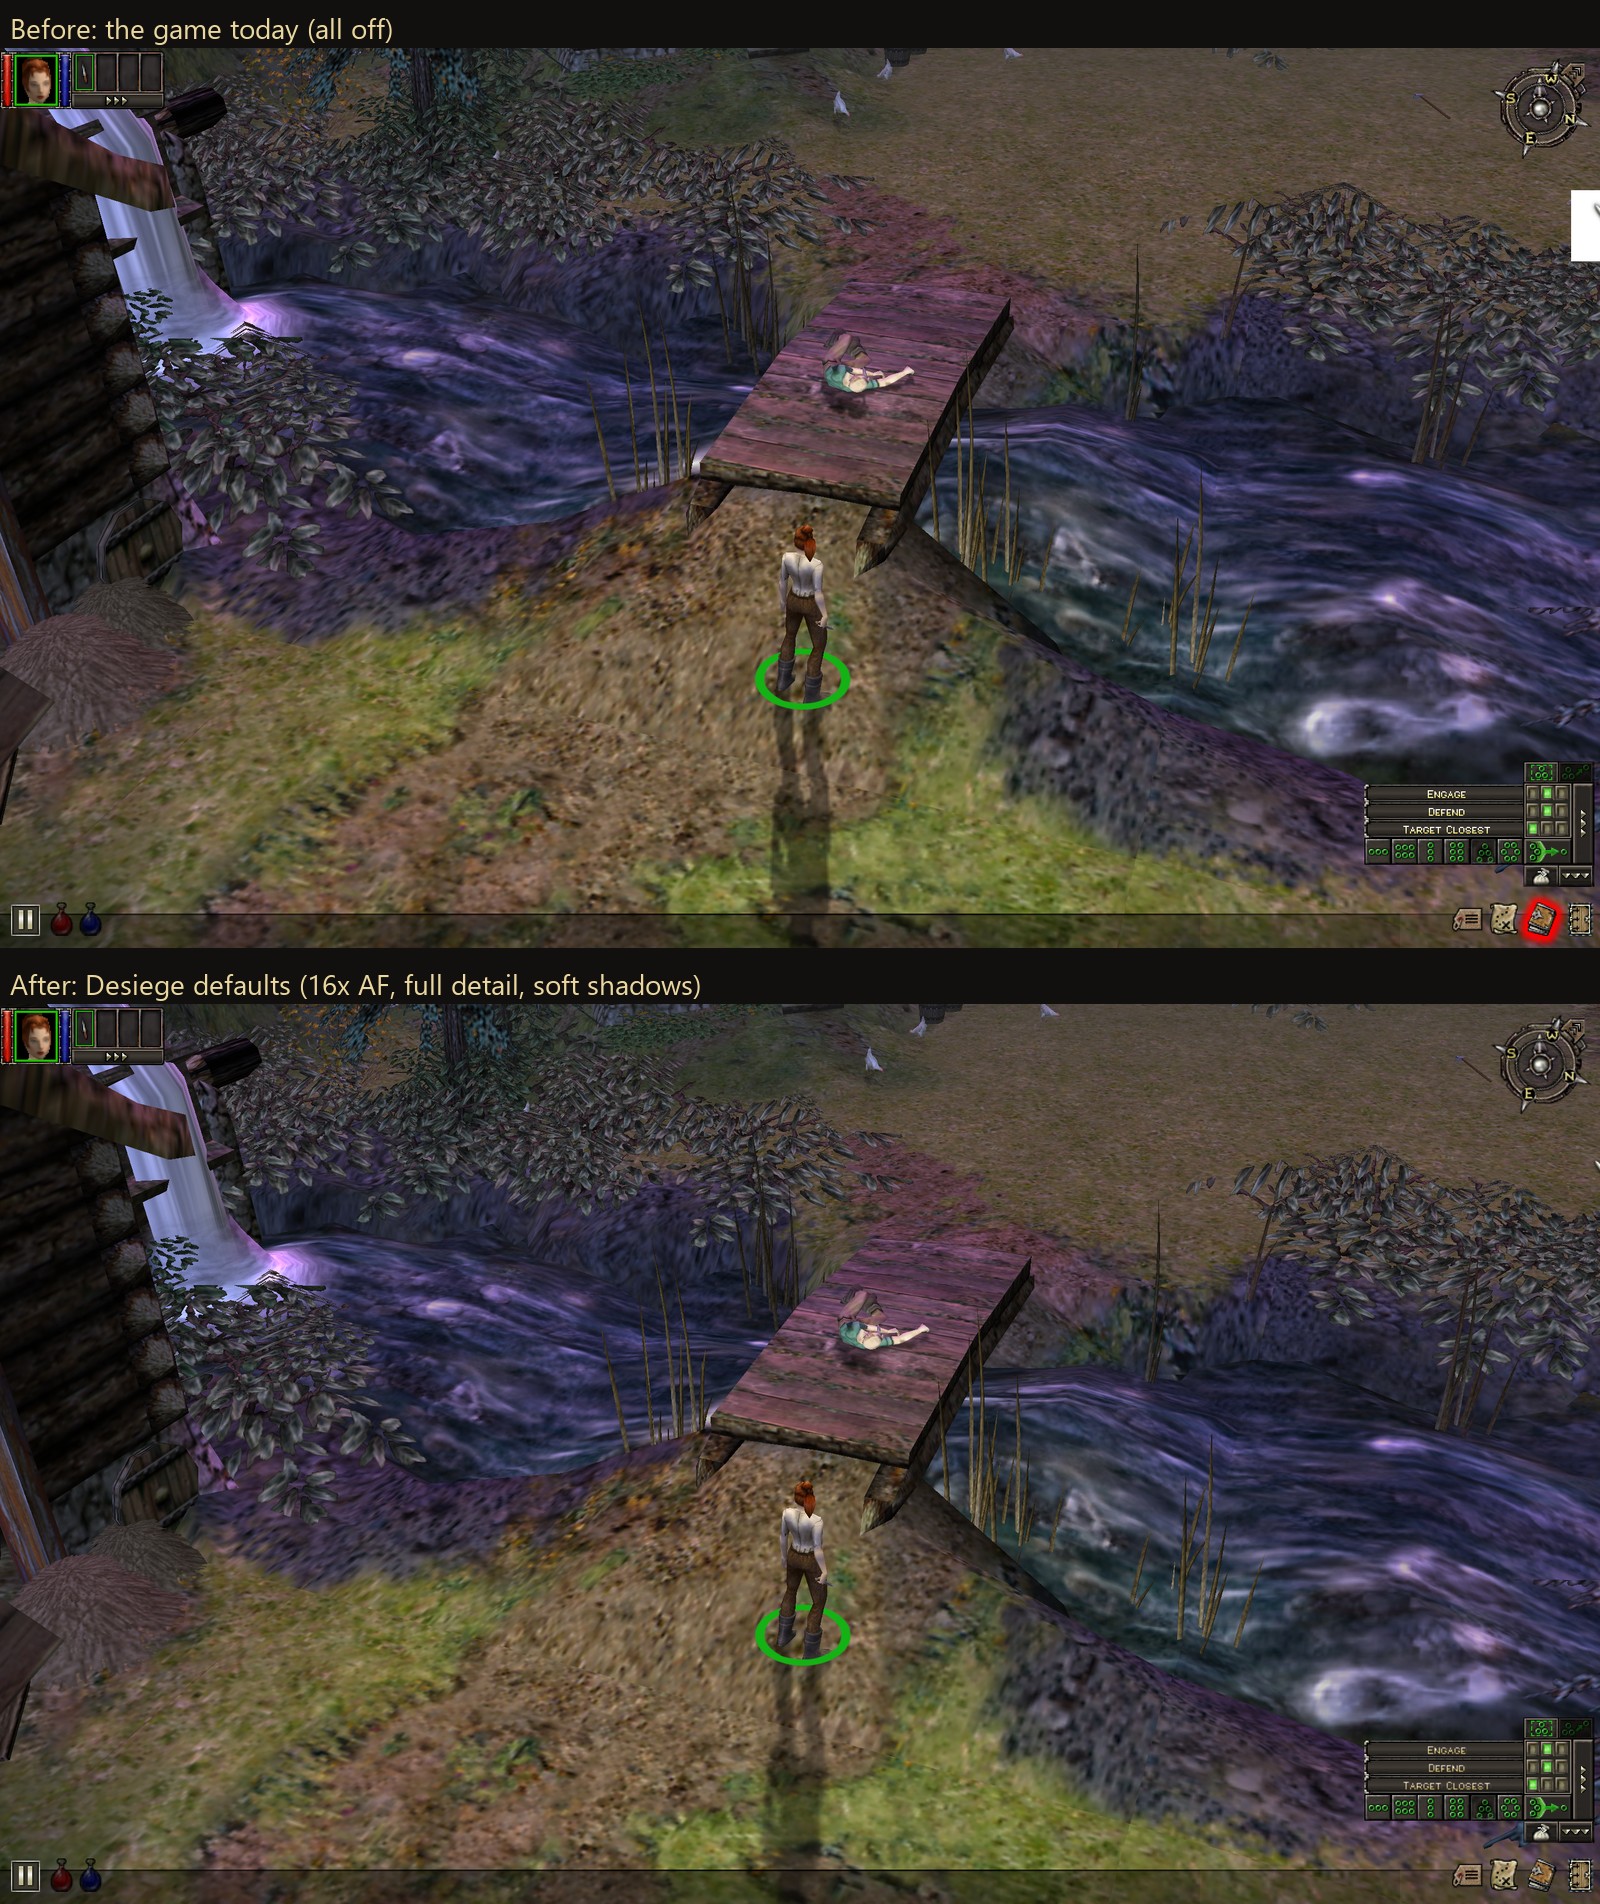 Before: the game today (all off)
W
S
N
E
ENGAGE
DEFEND
TARGET CLOSEST
After: Desiege defaults (16x AF, full detail, soft shadows)
W
S
N
E
ENGAGE
DEFEND
TARGET CLOSEST